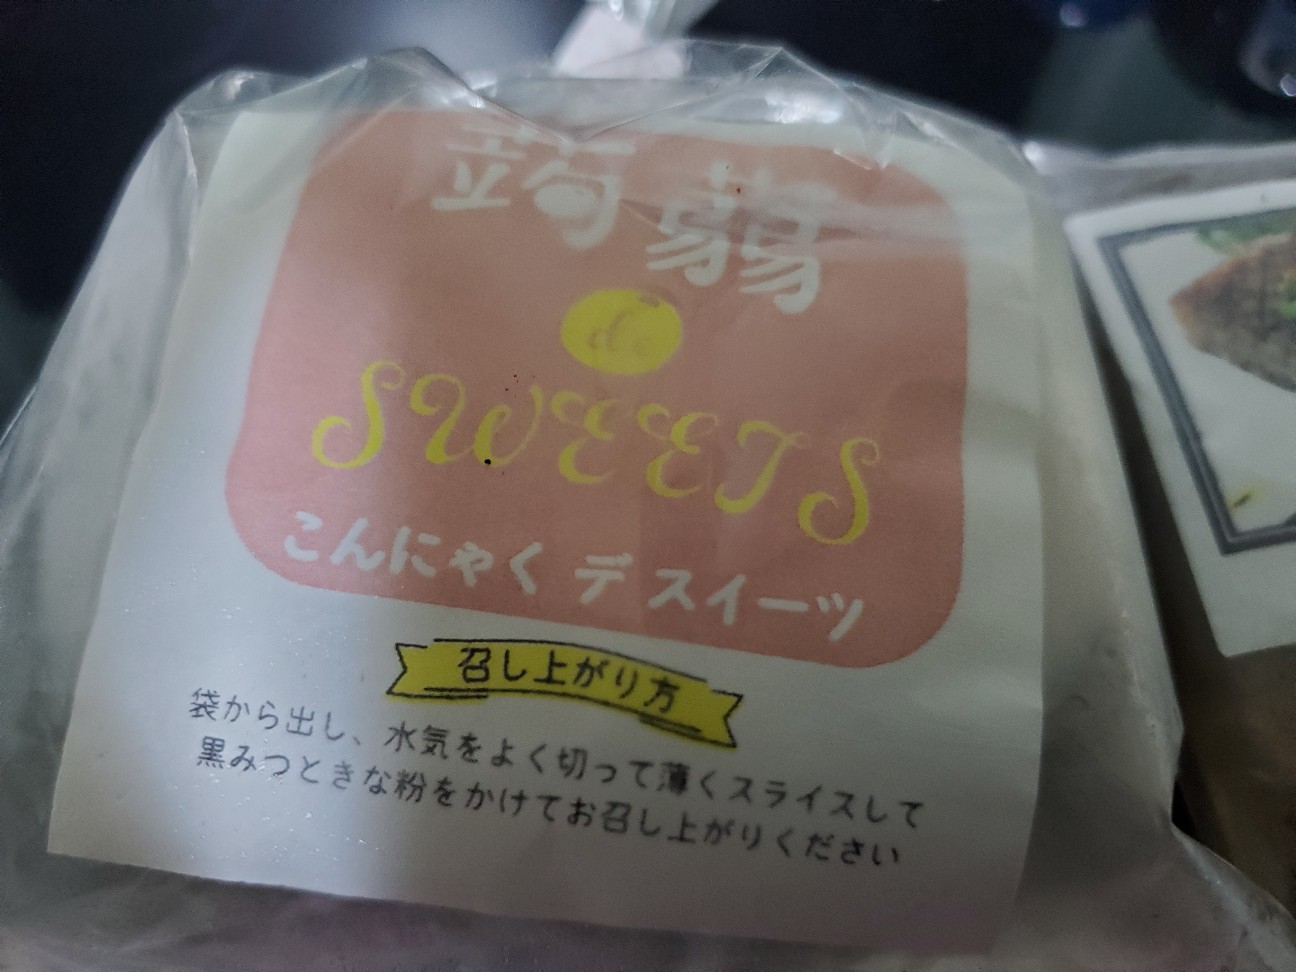 蒟蒻
de
SWEETS
こんにゃく デ スイーツ
召し上がり方
袋から出し、水気をよく切って薄くスライスして
黒みつときな粉をかけてお召し上がりください